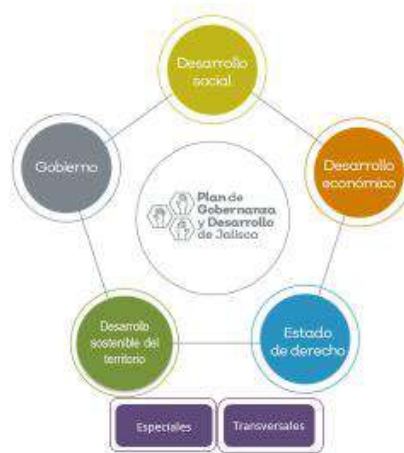 Desarrollo
social
Gobierno
Desarrollo
económico
Plan de
Gobernanza
y Desarrollo
de Jalisco
Desarrollo
sostenible del
territorio
Estado
de derecho
Especiales
Transversales